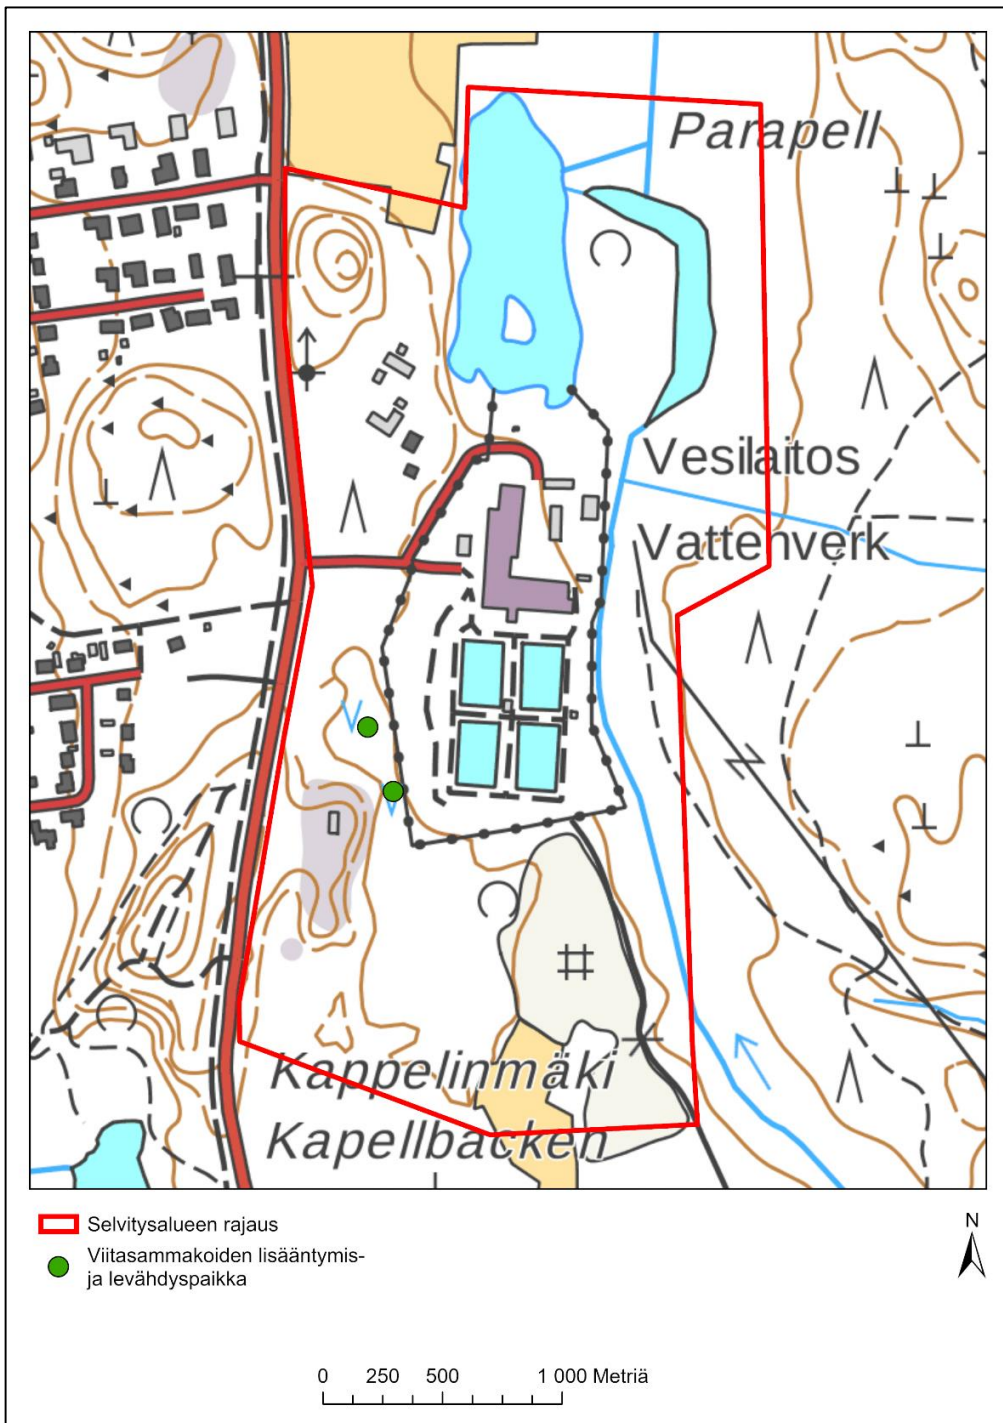 Parapell
Vesilaitos
Vattenverk
Kappelinmäki
Kapellbacken
Selvitysalueen rajaus
Viitasammakoiden lisääntymis-
ja levähdyspaikka
N
0 250 500 1 000 Metriä